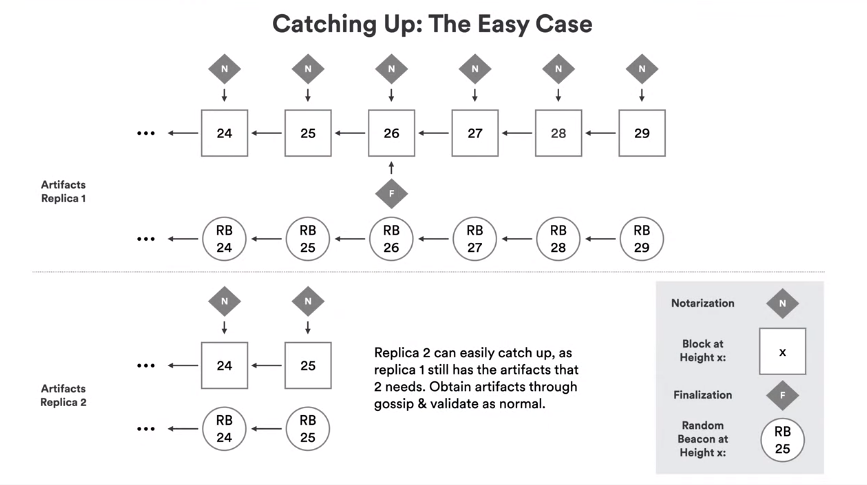 Catching Up: The Easy Case
N N N N N N
... 24 25 26 27 28 29
Artifacts
Replica 1
F
... RB RB RB RB RB RB
24 25 26 27 28 29
N N
... 24 25
Artifacts
Replica 2
... RB RB
24 25
Replica 2 can easily catch up, as
replica 1 still has the artifacts that
2 needs. Obtain artifacts through
gossip & validate as normal.
Notarization N
Block at
Height x:
x
Finalization F
Random
Beacon at
Height x:
RB
25